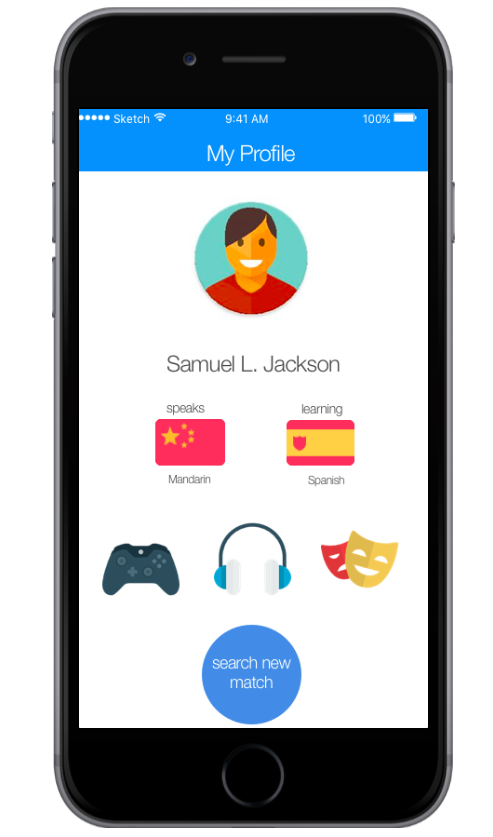 Sketch 9:41 AM 100%
My Profile
Samuel L. Jackson
speaks learning
Mandarin Spanish
search new
match